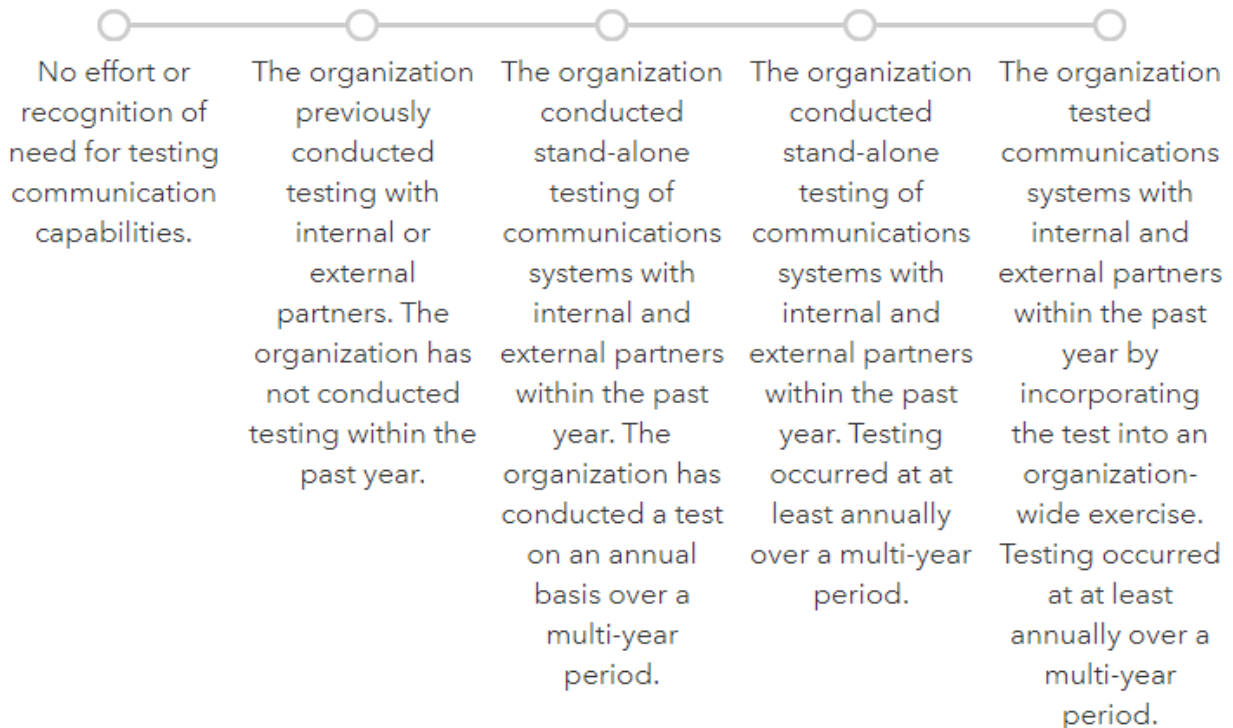 No effort or
recognition of
need for testing
communication
capabilities.
The organization
previously
conducted
testing with
internal or
external
partners. The
organization has
not conducted
testing within the
past year.
The organization
conducted
stand-alone
testing of
communications
systems with
internal and
external partners
within the past
year. The
organization has
conducted a test
on an annual
basis over a
multi-year
period.
The organization
conducted
stand-alone
testing of
communications
systems with
internal and
external partners
within the past
year. Testing
occurred at at
least annually
over a multi-year
period.
The organization
tested
communications
systems with
internal and
external partners
within the past
year by
incorporating
the test into an
organization-
wide exercise.
Testing occurred
at at least
annually over a
multi-year
period.